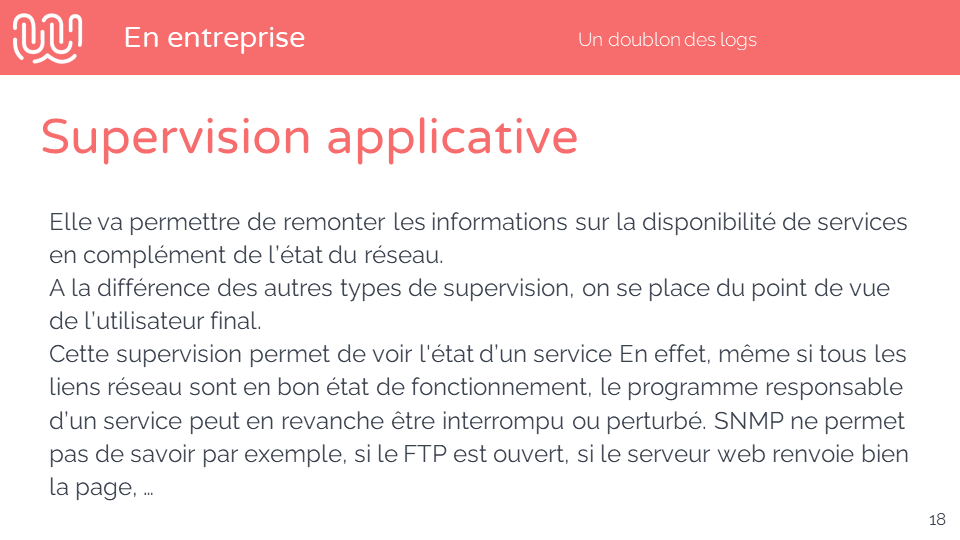 En entreprise
Un doublon des logs
Supervision applicative
Elle va permettre de remonter les informations sur la disponibilité de services
en complément de l’état du réseau.
A la différence des autres types de supervision, on se place du point de vue
de l’utilisateur final.
Cette supervision permet de voir l'état d’un service En effet, même si tous les
liens réseau sont en bon état de fonctionnement, le programme responsable
d’un service peut en revanche être interrompu ou perturbé. SNMP ne permet
pas de savoir par exemple, si le FTP est ouvert, si le serveur web renvoie bien
la page, …
18